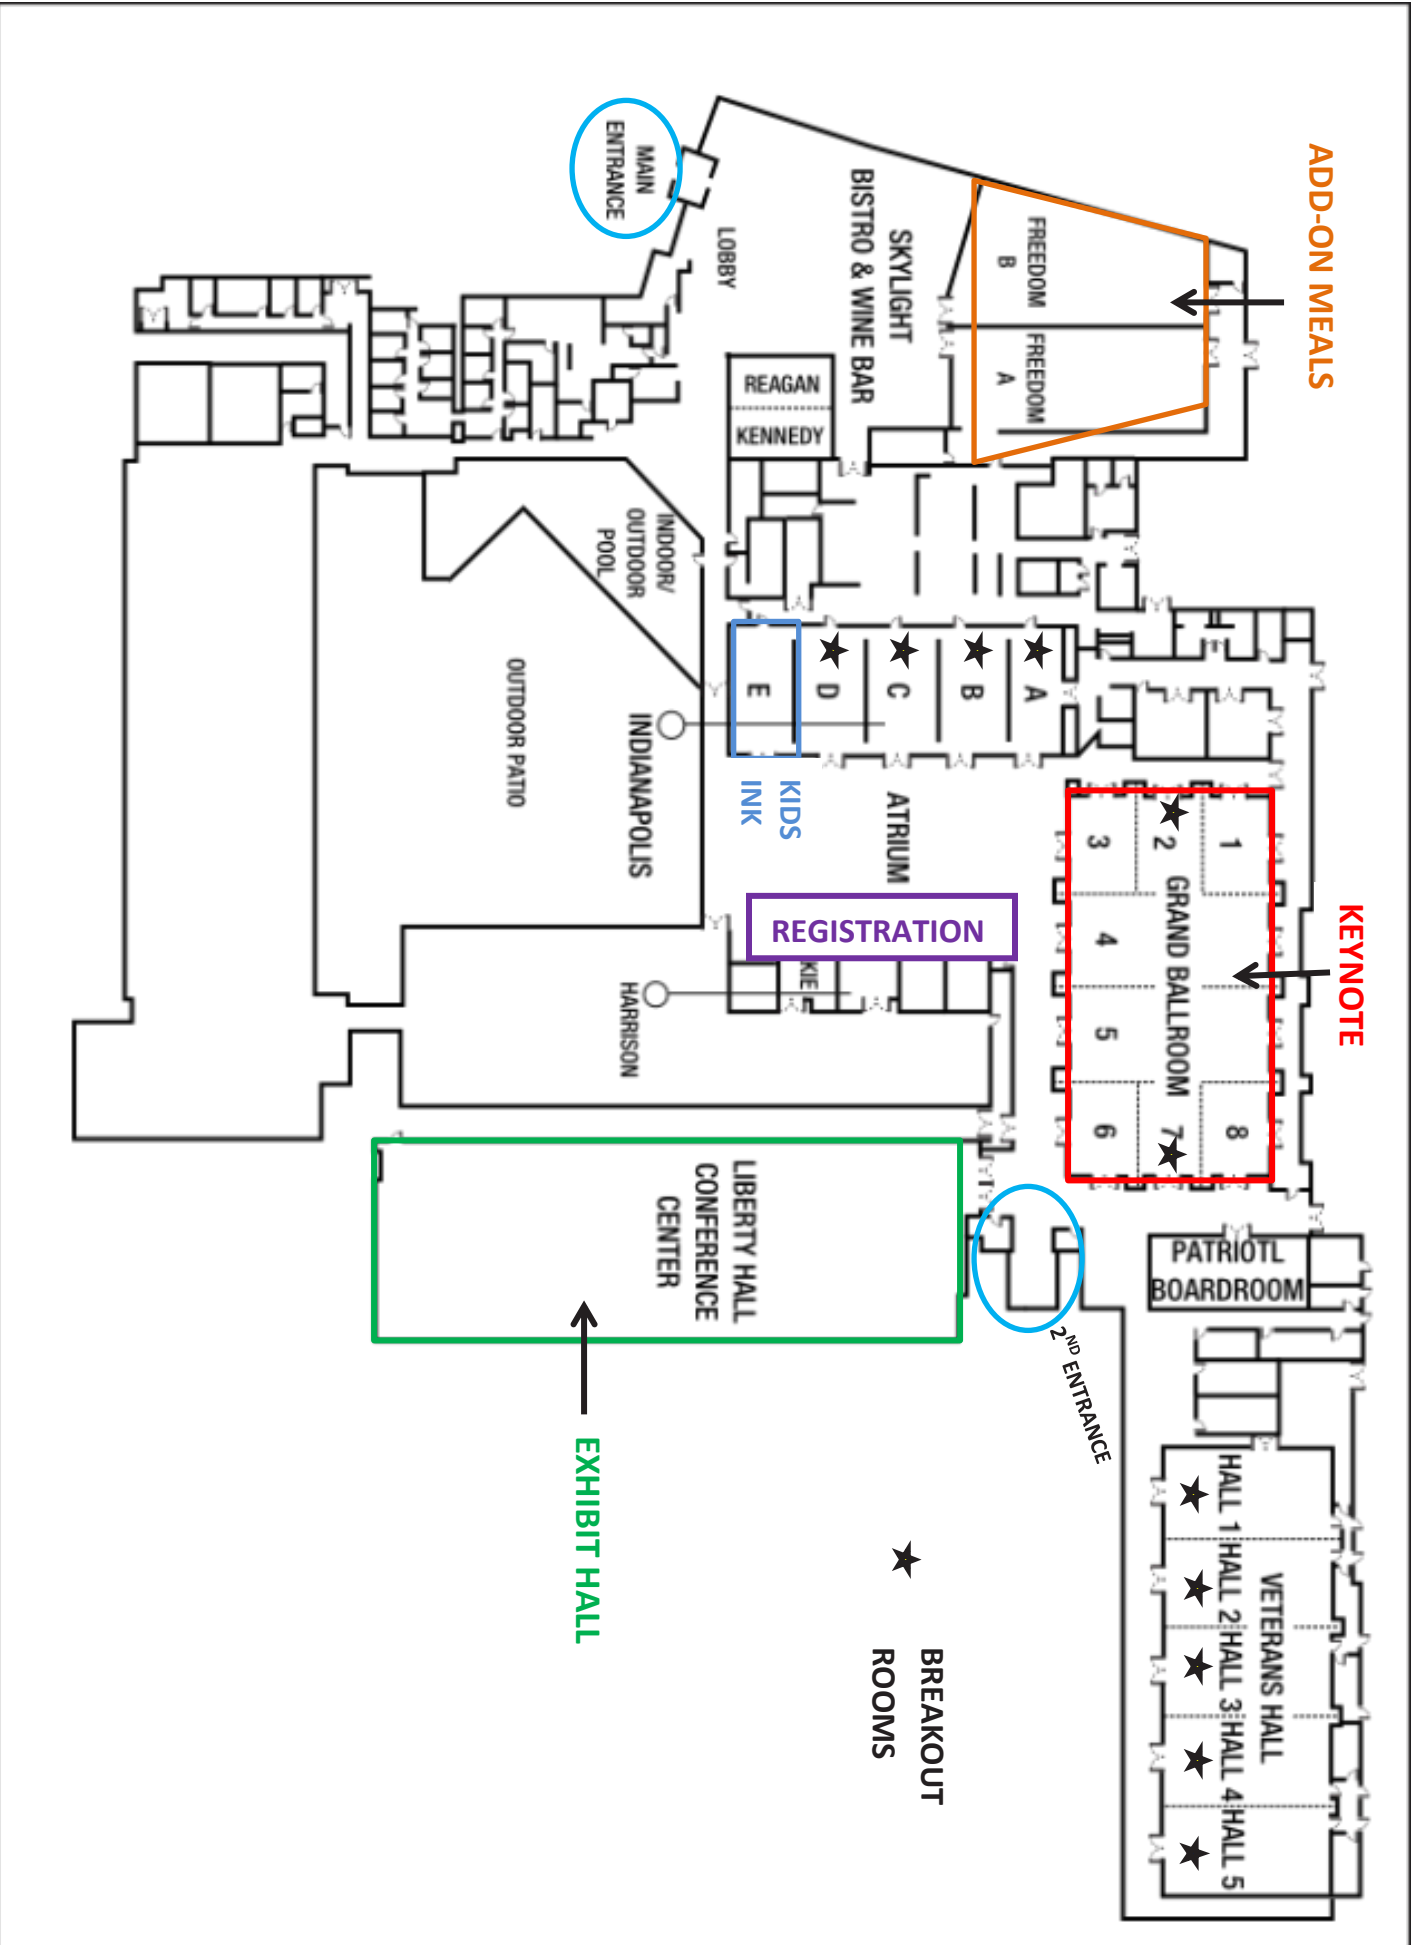 ADD-ON MEALS
KEYNOTE
FREEDOM
B
FREEDOM
A
SKYLIGHT
BISTRO & WINE BAR
MAIN
ENTRANCE
LOBBY
REAGAN
KENNEDY
INDOOR/
OUTDOOR
POOL
OUTDOOR PATIO
A
B
C
D
E
INDIANAPOLIS
KIDS
INK
ATRIUM
REGISTRATION
KIE
HARRISON
1
2
3
4
5
6
7
8
GRAND BALLROOM
LIBERTY HALL
CONFERENCE
CENTER
2ND ENTRANCE
PATRIOTL
BOARDROOM
VETERANS HALL
HALL 1
HALL 2
HALL 3
HALL 4
HALL 5
EXHIBIT HALL
BREAKOUT
ROOMS